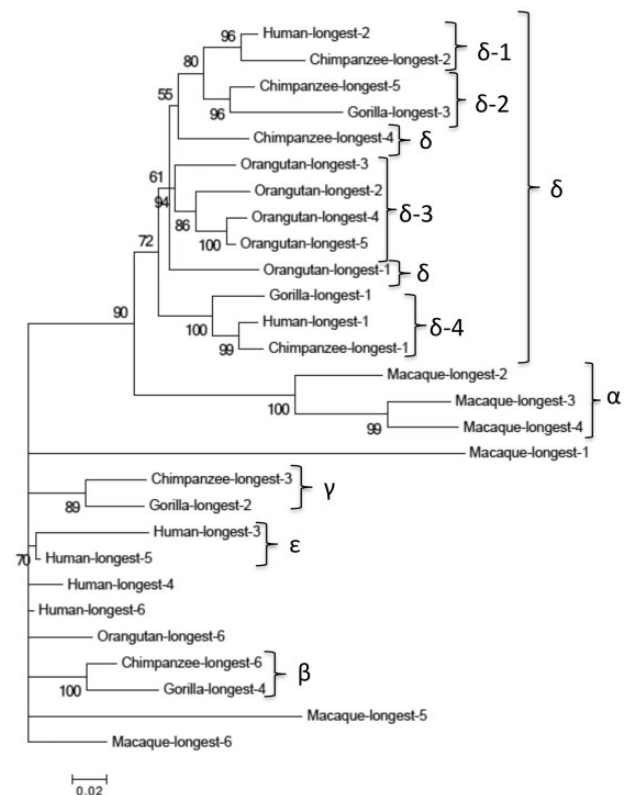 96 Human-longest-2
Chimpanzee-longest-2
δ-1
80
Chimpanzee-longest-5
96 Gorilla-longest-3
δ-2
55
Chimpanzee-longest-4
δ
61
Orangutan-longest-3
94
Orangutan-longest-2
86
Orangutan-longest-4
100 Orangutan-longest-5
δ-3
δ
72
Orangutan-longest-1
δ
Gorilla-longest-1
100
Human-longest-1
99 Chimpanzee-longest-1
δ-4
90
Macaque-longest-2
100
Macaque-longest-3
99 Macaque-longest-4
α
Macaque-longest-1
Chimpanzee-longest-3
89 Gorilla-longest-2
γ
Human-longest-3
70 Human-longest-5
ε
Human-longest-4
Human-longest-6
Orangutan-longest-6
Chimpanzee-longest-6
100 Gorilla-longest-4
β
Macaque-longest-5
Macaque-longest-6
0.02